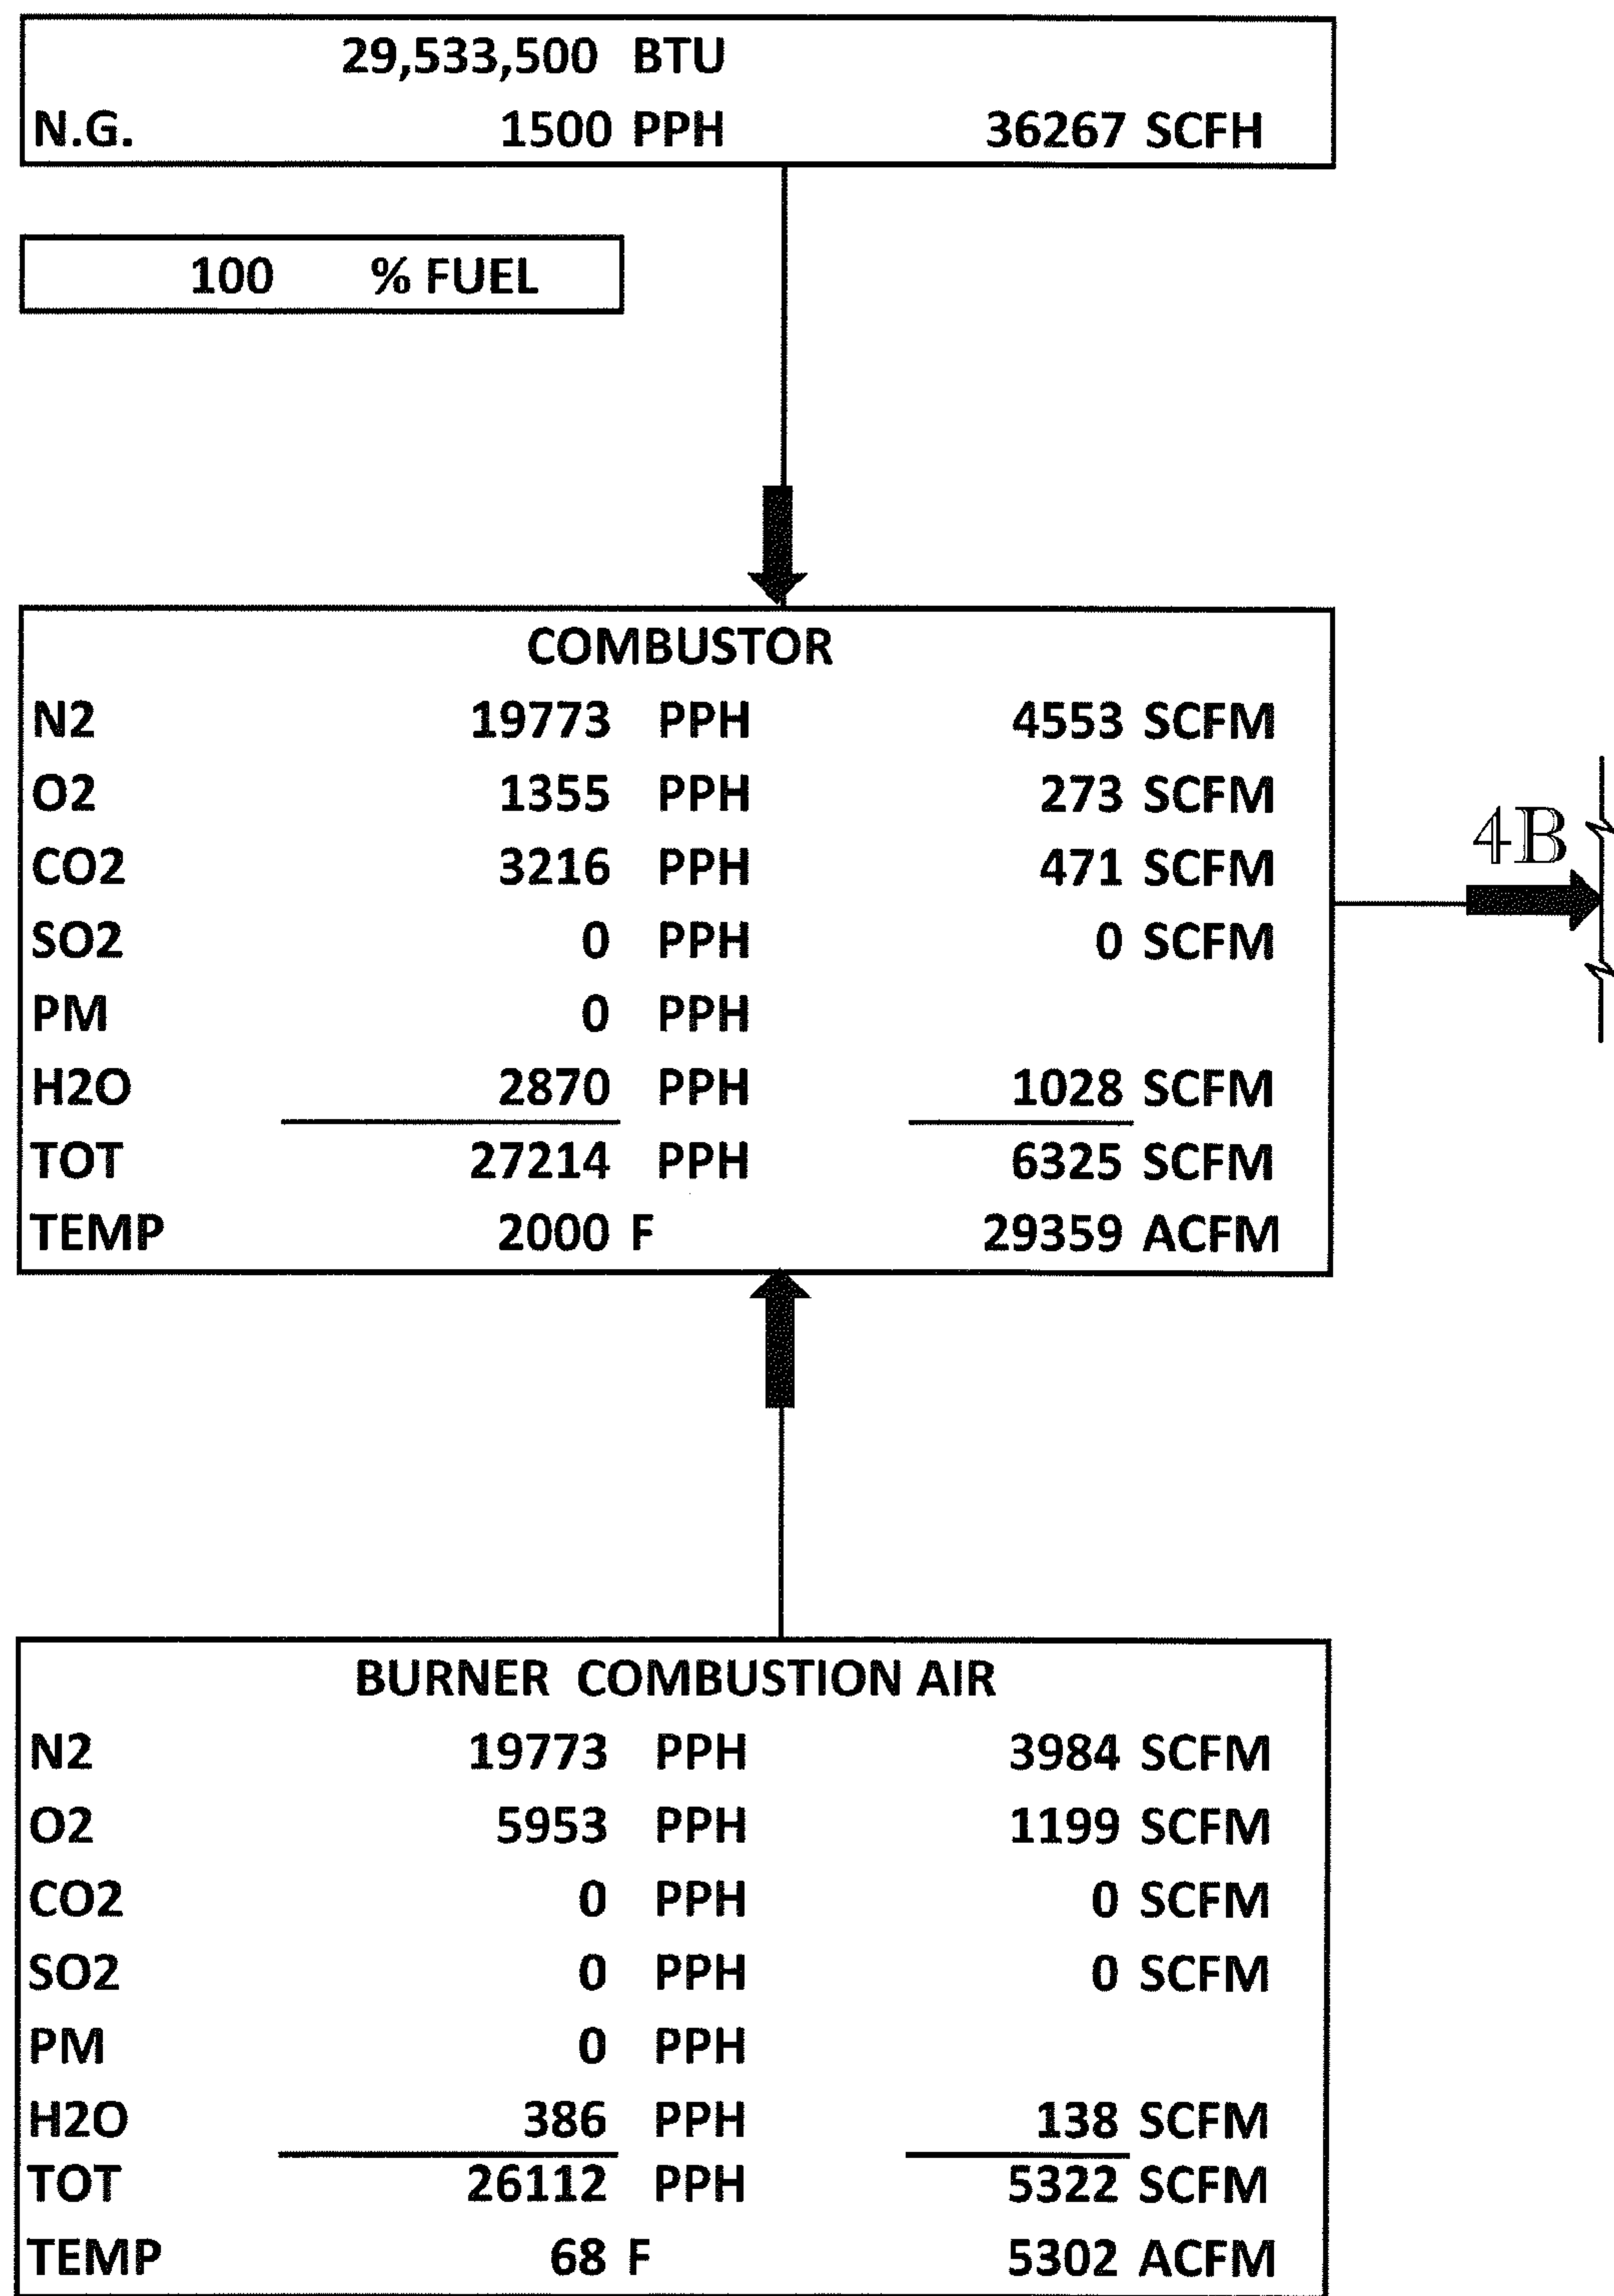 29,533,500 BTU
N.G. 1500 PPH 36267 SCFH
100 % FUEL
COMBUSTOR
N2 19773 PPH 4553 SCFM
O2 1355 PPH 273 SCFM
CO2 3216 PPH 471 SCFM
SO2 0 PPH 0 SCFM
PM 0 PPH
H2O 2870 PPH 1028 SCFM
TOT 27214 PPH 6325 SCFM
TEMP 2000 F 29359 ACFM
4B
BURNER COMBUSTION AIR
N2 19773 PPH 3984 SCFM
O2 5953 PPH 1199 SCFM
CO2 0 PPH 0 SCFM
SO2 0 PPH 0 SCFM
PM 0 PPH
H2O 386 PPH 138 SCFM
TOT 26112 PPH 5322 SCFM
TEMP 68 F 5302 ACFM